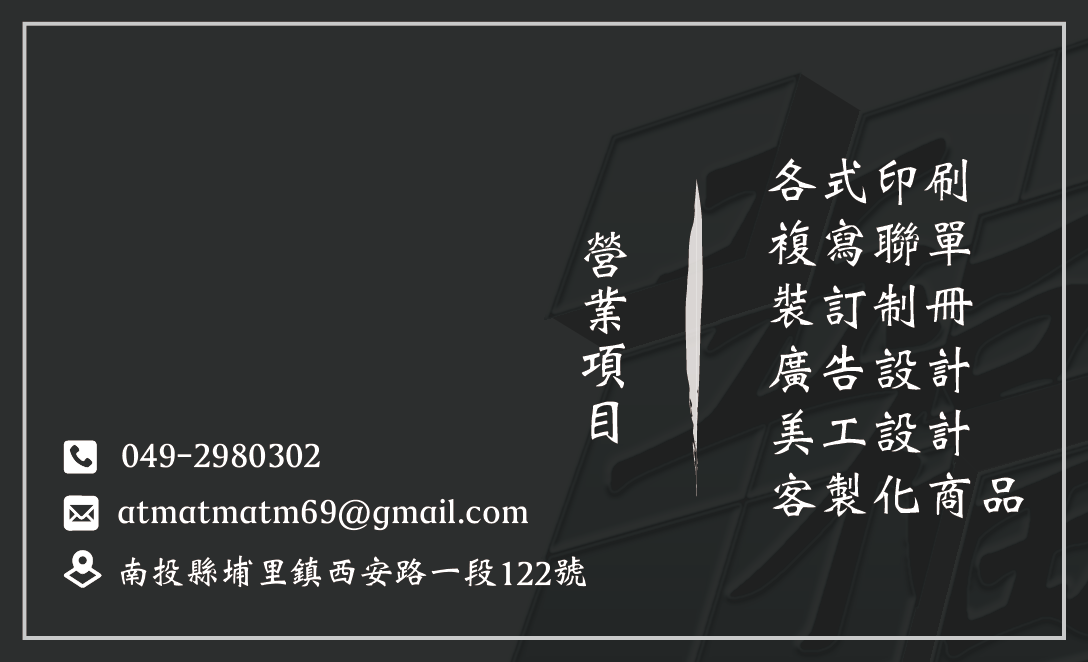 營業項目
各式印刷
複寫聯單
裝訂制冊
廣告設計
美工設計
客製化商品
049-2980302
atmatmatm69@gmail.com
南投縣埔里鎮西安路一段122號